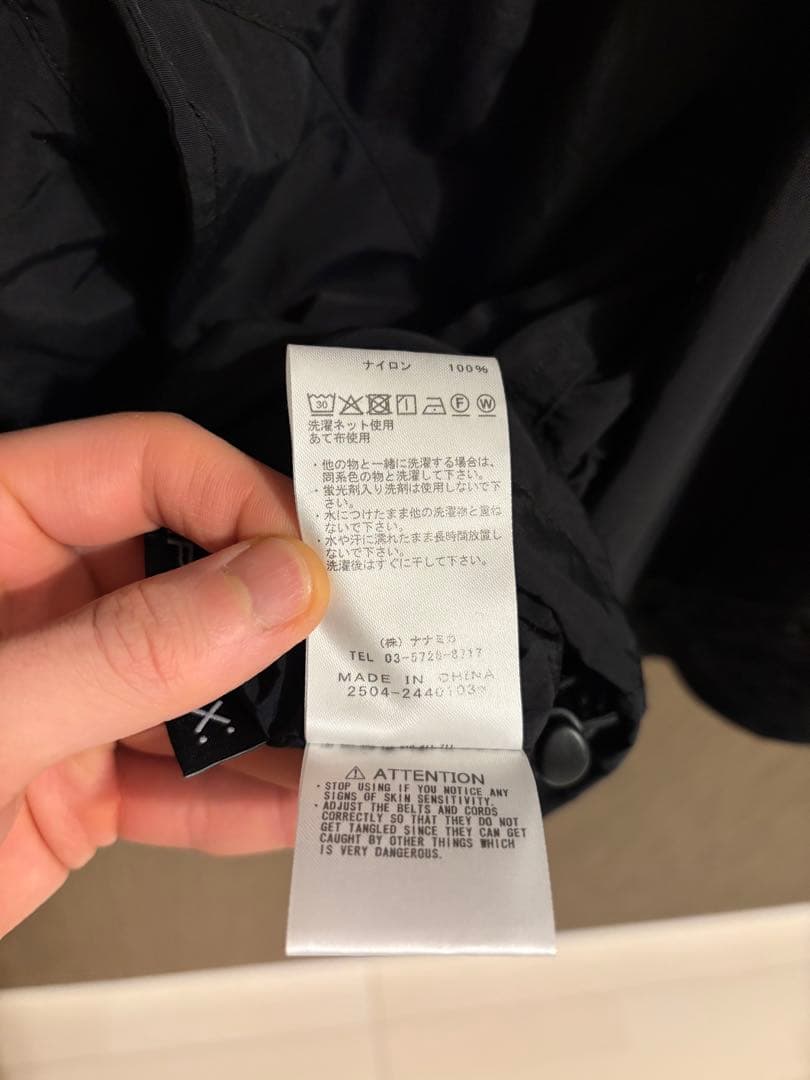 ナイロン 100%
30
F W
洗濯ネット使用
あて布使用
・他の物と一緒に洗濯する場合は、
同系色の物と洗濯して下さい。
・蛍光剤入り洗剤は使用しないで下
さい。
・水につけたまま他の洗濯物と重ね
ないで下さい。
・水や汗に濡れたまま長時間放置し
ないで下さい。
洗濯後はすぐに干して下さい。
(株) ナナミカ
TEL 03-5728-8717
MADE IN CHINA
2504-2440103
X.
⚠ ATTENTION
・STOP USING IF YOU NOTICE ANY
SIGNS OF SKIN SENSITIVITY.
・ADJUST THE BELTS AND CORDS
CORRECTLY SO THAT THEY DO NOT
GET TANGLED SINCE THEY CAN GET
CAUGHT BY OTHER THINGS WHICH
IS VERY DANGEROUS.